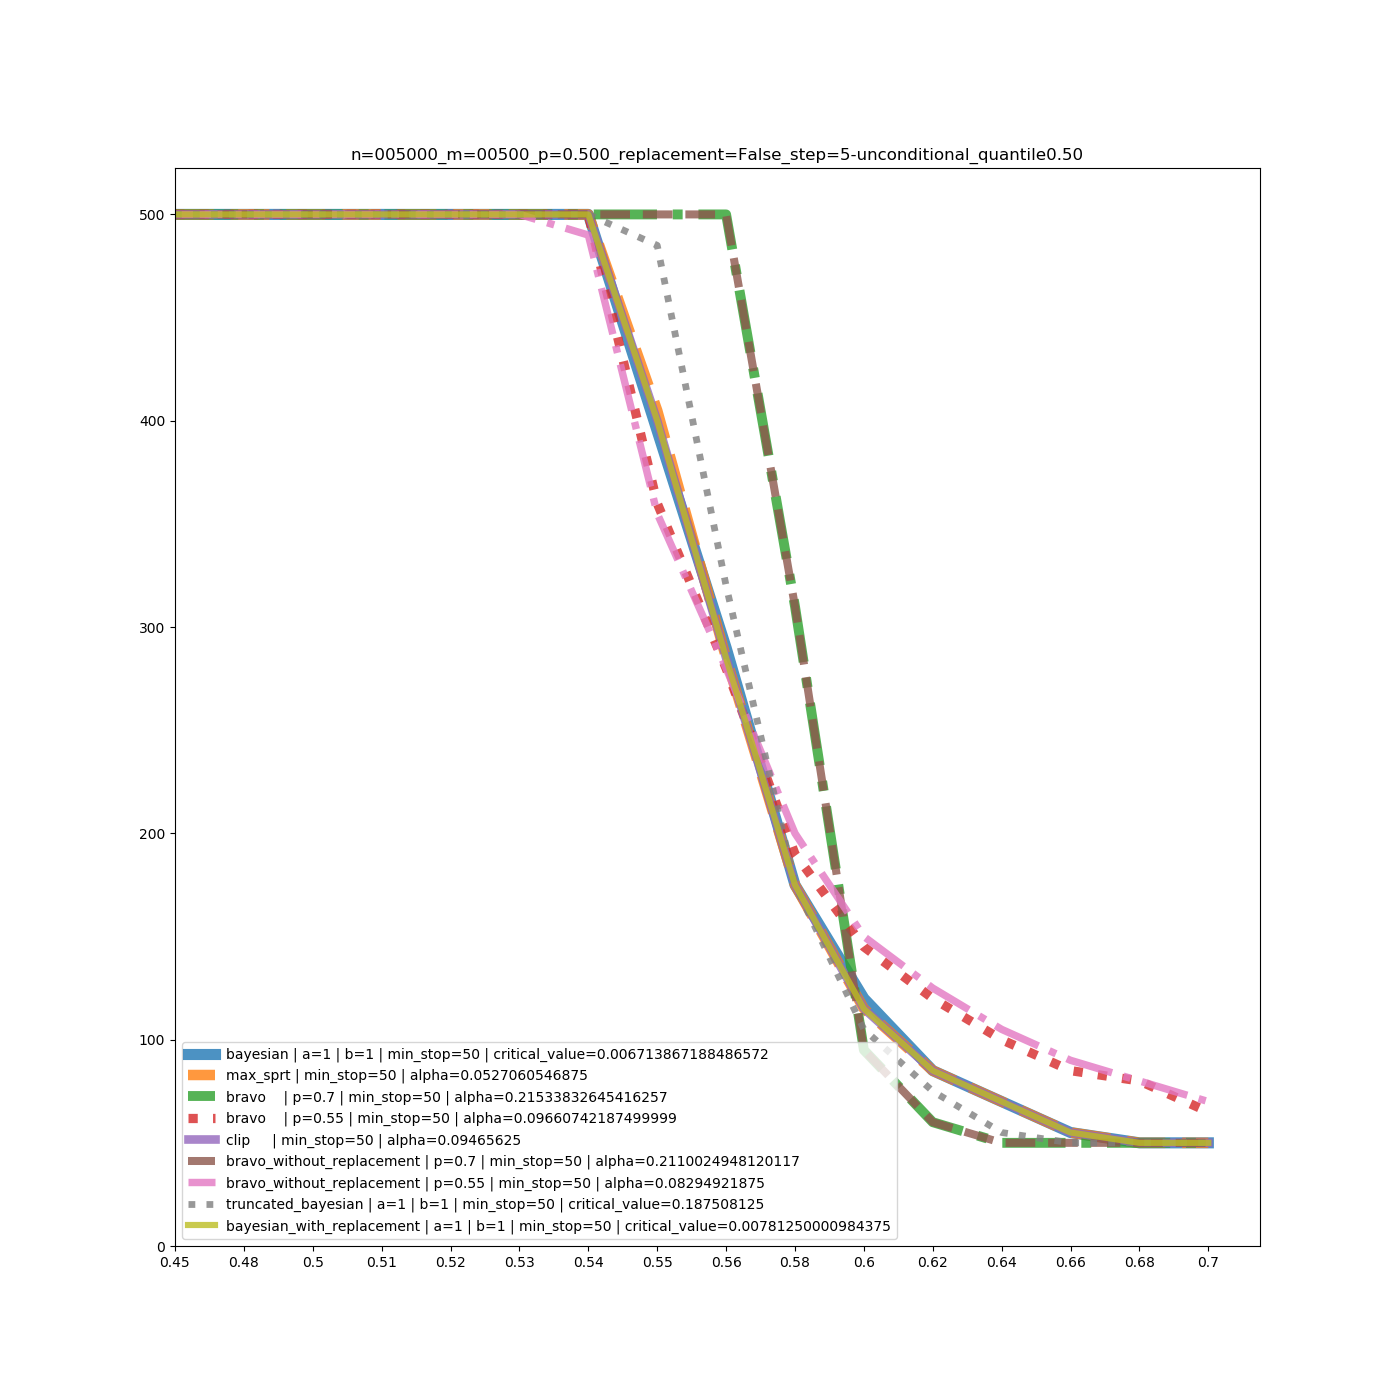 n=005000_m=00500_p=0.500_replacement=False_step=5-unconditional_quantile0.50
500
400
300
200
100
0
bayesian | a=1 | b=1 | min_stop=50 | critical_value=0.006713867188486572
max_sprt | min_stop=50 | alpha=0.0527060546875
bravo | p=0.7 | min_stop=50 | alpha=0.21533832645416257
bravo | p=0.55 | min_stop=50 | alpha=0.09660742187499999
clip | min_stop=50 | alpha=0.09465625
bravo_without_replacement | p=0.7 | min_stop=50 | alpha=0.2110024948120117
bravo_without_replacement | p=0.55 | min_stop=50 | alpha=0.08294921875
truncated_bayesian | a=1 | b=1 | min_stop=50 | critical_value=0.187508125
bayesian_with_replacement | a=1 | b=1 | min_stop=50 | critical_value=0.00781250000984375
0.45 0.48 0.5 0.51 0.52 0.53 0.54 0.55 0.56 0.58 0.6 0.62 0.64 0.66 0.68 0.7